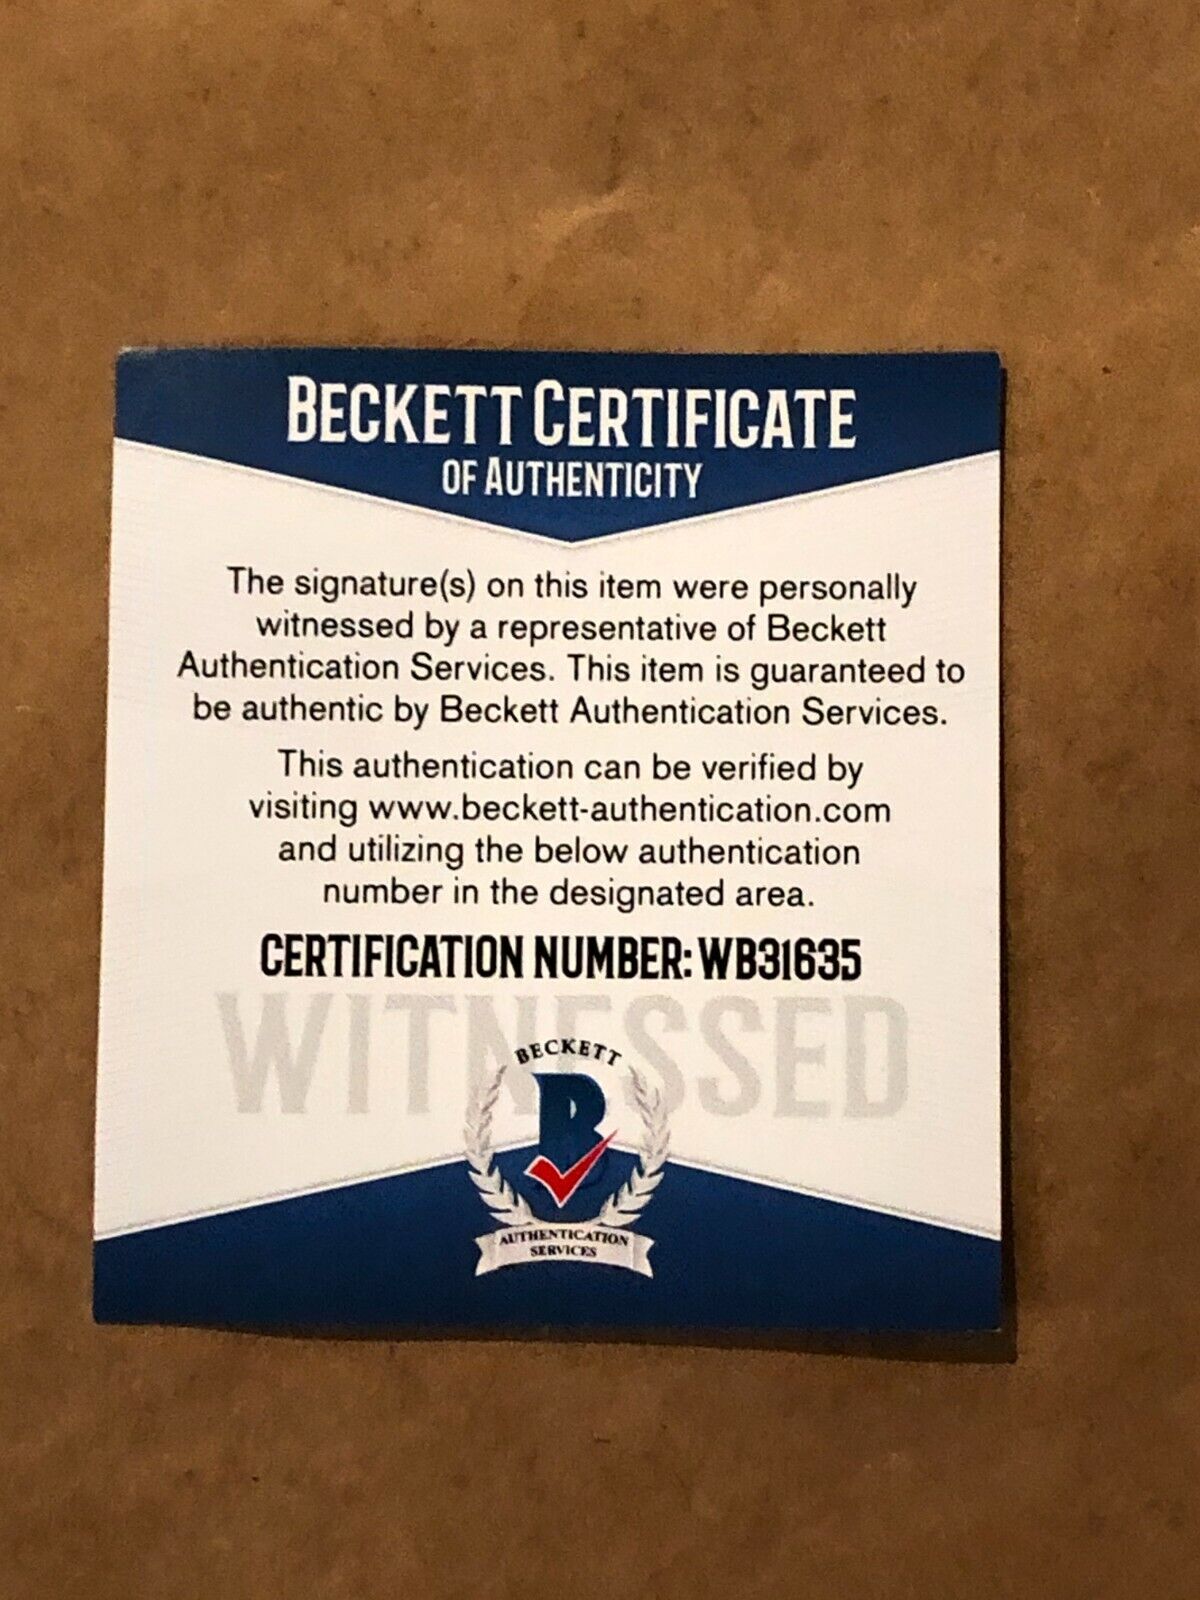 BECKETT CERTIFICATE
OF AUTHENTICITY
The signature(s) on this item were personally
witnessed by a representative of Beckett
Authentication Services. This item is guaranteed to
be authentic by Beckett Authentication Services.
This authentication can be verified by
visiting www.beckett-authentication.com
and utilizing the below authentication
number in the designated area.
CERTIFICATION NUMBER: WB31635
WITNESSED
BECKETT
B
AUTHENTICATION
SERVICES